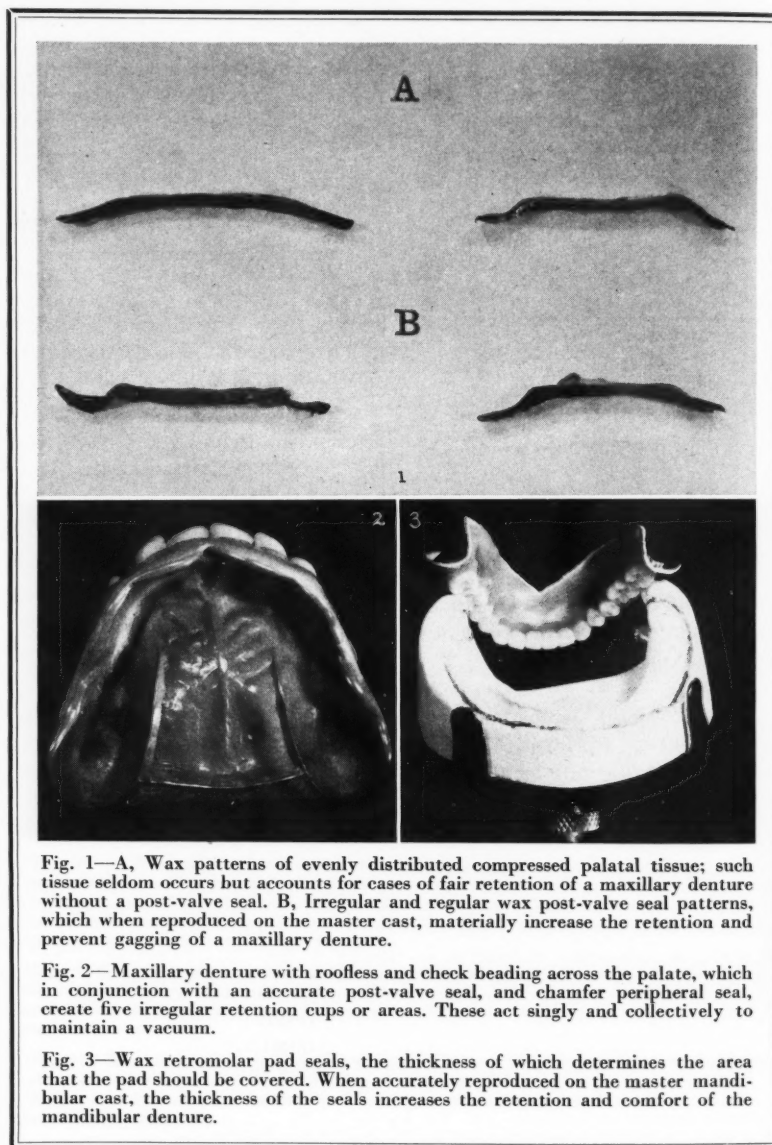 A
B
1
2
3
Fig. 1—A, Wax patterns of evenly distributed compressed palatal tissue; such
tissue seldom occurs but accounts for cases of fair retention of a maxillary denture
without a post-valve seal. B, Irregular and regular wax post-valve seal patterns,
which when reproduced on the master cast, materially increase the retention and
prevent gagging of a maxillary denture.
Fig. 2—Maxillary denture with roofless and check beading across the palate, which
in conjunction with an accurate post-valve seal, and chamfer peripheral seal,
create five irregular retention cups or areas. These act singly and collectively to
maintain a vacuum.
Fig. 3—Wax retromolar pad seals, the thickness of which determines the area
that the pad should be covered. When accurately reproduced on the master mandi-
bular cast, the thickness of the seals increases the retention and comfort of the
mandibular denture.